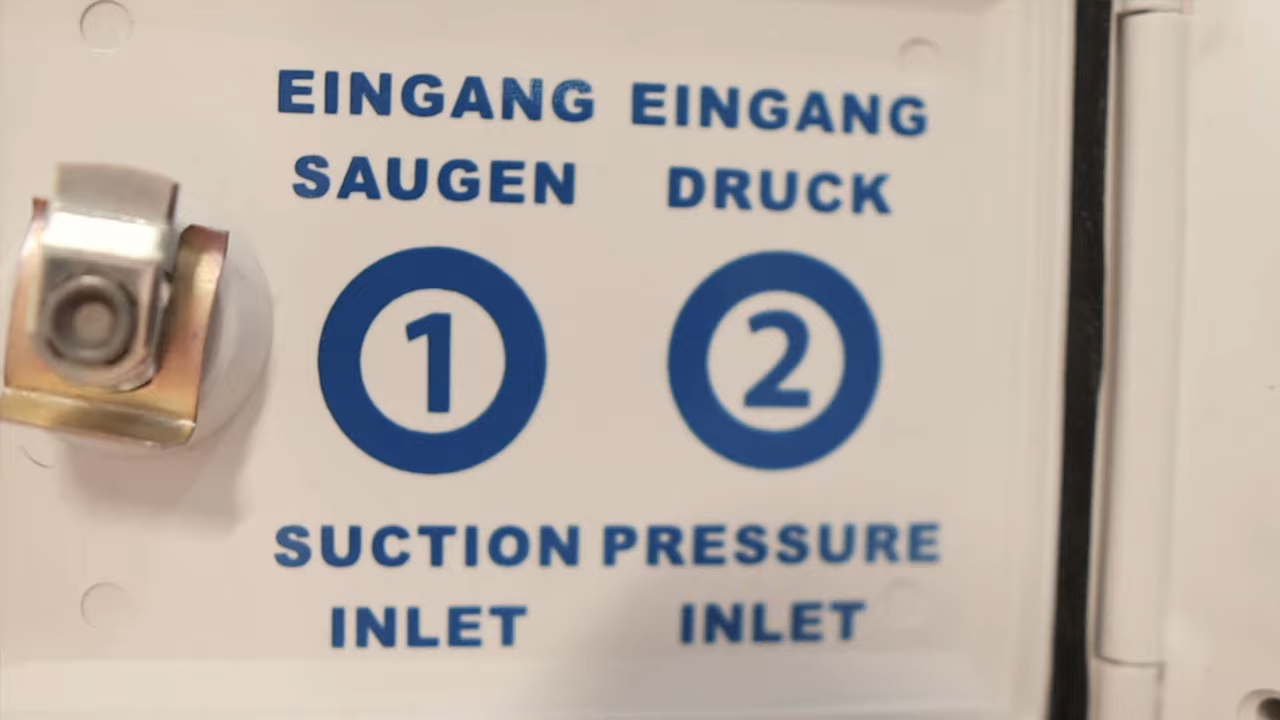 EINGANG EINGANG
SAUGEN DRUCK
1 2
SUCTION PRESSURE
INLET INLET